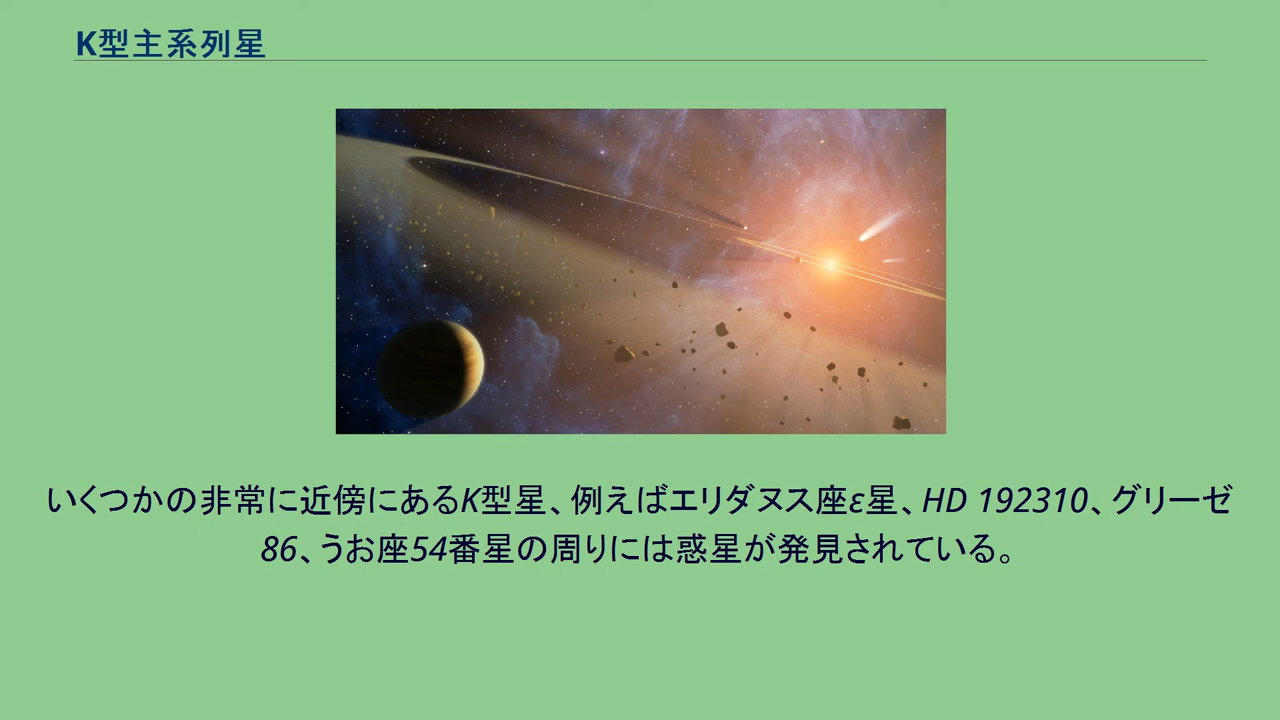 K型主系列星
いくつかの非常に近傍にあるK型星、例えばエリダヌス座ε星、HD 192310、グリーゼ
86、うお座54番星の周りには惑星が発見されている。